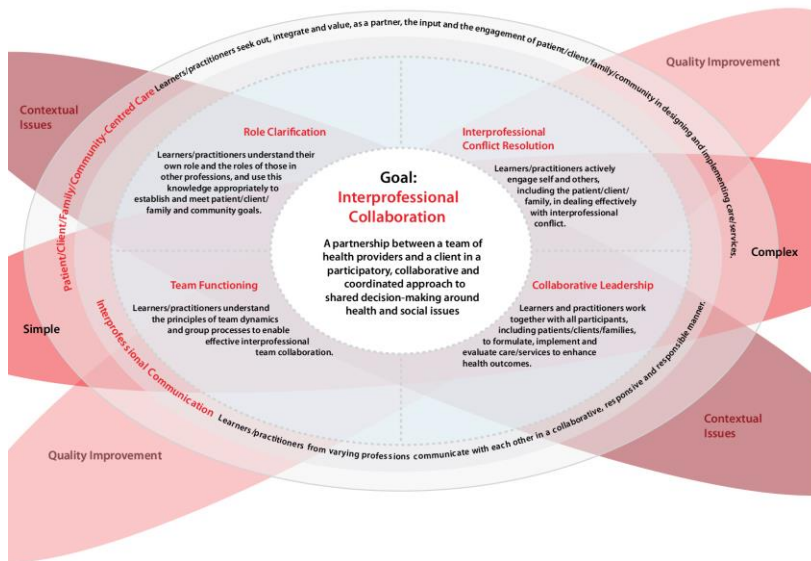 Patient/Client/Family/Community-Centred Care Learners/practitioners seek out, integrate and value, as a partner, the input and the engagement of patient/client/family/community in designing and implementing care/services.
Quality Improvement
Contextual
Issues
Role Clarification
Learners/practitioners understand their
own role and the roles of those in
other professions, and use this
knowledge appropriately to
establish and meet patient/client/
family and community goals.
Interprofessional
Conflict Resolution
Learners/practitioners actively
engage self and others,
including the patient/client/
family, in dealing effectively
with interprofessional
conflict.
Goal:
Interprofessional
Collaboration
A partnership between a team of
health providers and a client in a
participatory, collaborative and
coordinated approach to
shared decision-making around
health and social issues
Complex
Simple
Team Functioning
Learners/practitioners understand
the principles of team dynamics
and group processes to enable
effective interprofessional
team collaboration.
Collaborative Leadership
Learners and practitioners work
together with all participants,
including patients/clients/families,
to formulate, implement and
evaluate care/services to enhance
health outcomes.
Interprofessional Communication Learners/practitioners from varying professions communicate with each other in a collaborative, responsive and responsible manner.
Contextual
Issues
Quality Improvement